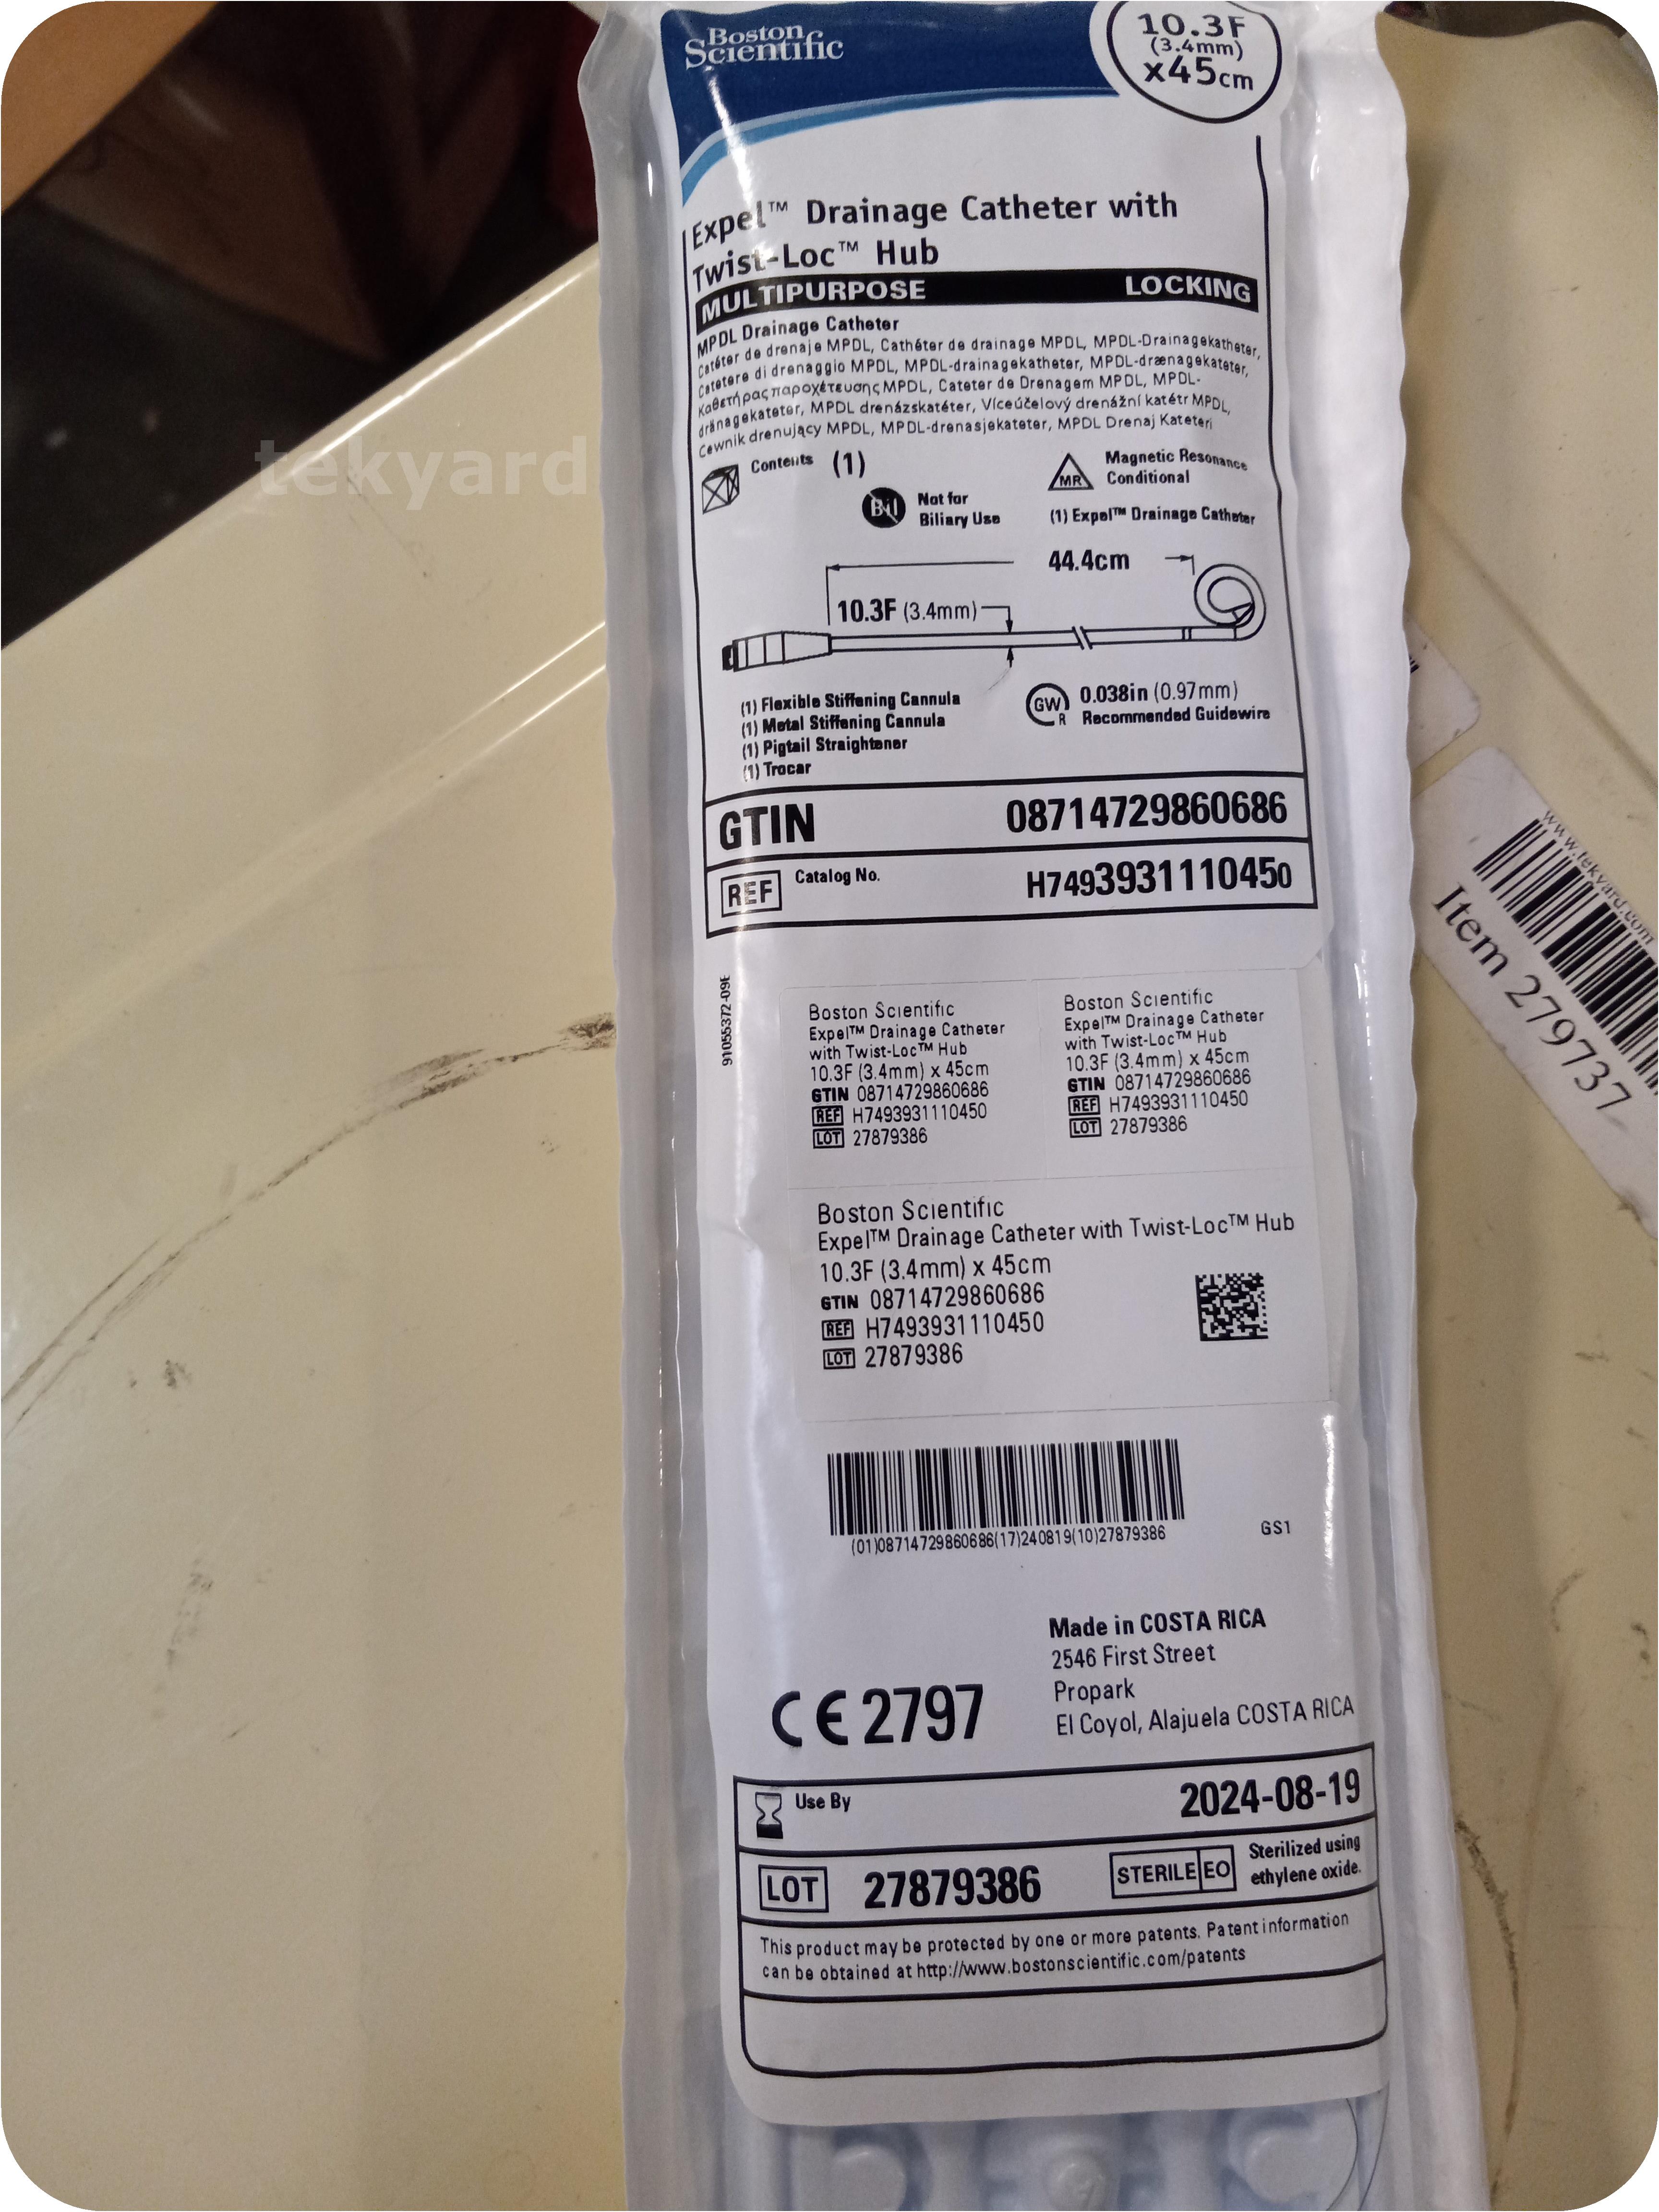 Boston
Scientific
10.3F
(3.4mm)
x45cm
Expel™ Drainage Catheter with
Twist-Loc™ Hub
MULTIPURPOSE LOCKING
MPDL Drainage Catheter
Catéter de drenaje MPDL, Cathéter de drainage MPDL, MPDL-Drainagekatheter,
Catetere di drenaggio MPDL, MPDL-drainagekatheter, MPDL-drænagekateter,
Καθετήρας παροχέτευσης MPDL, Cateter de Drenagem MPDL, MPDL-
dränagekateter, MPDL drenázskatéter, Víceúčelový drenážní katétr MPDL,
Cewnik drenujący MPDL, MPDL-drenasjekateter, MPDL Drenaj Kateteri
tekyard
Contents (1)
Bil Not for
Biliary Use
MR Magnetic Resonance
Conditional
(1) Expel™ Drainage Catheter
44.4cm
10.3F (3.4mm)
(1) Flexible Stiffening Cannula
(1) Metal Stiffening Cannula
(1) Pigtail Straightener
(1) Trocar
GW R 0.038in (0.97mm)
Recommended Guidewire
GTIN 08714729860686
REF Catalog No. H7493931110450
91055372-09E
Boston Scientific
Expel™ Drainage Catheter
with Twist-Loc™ Hub
10.3F (3.4mm) x 45cm
GTIN 08714729860686
REF H7493931110450
LOT 27879386
Boston Scientific
Expel™ Drainage Catheter
with Twist-Loc™ Hub
10.3F (3.4mm) x 45cm
GTIN 08714729860686
REF H7493931110450
LOT 27879386
Boston Scientific
Expel™ Drainage Catheter with Twist-Loc™ Hub
10.3F (3.4mm) x 45cm
GTIN 08714729860686
REF H7493931110450
LOT 27879386
(01)08714729860686(17)240819(10)27879386
GS1
Made in COSTA RICA
2546 First Street
Propark
El Coyol, Alajuela COSTA RICA
CE 2797
Use By 2024-08-19
LOT 27879386
STERILE EO Sterilized using
ethylene oxide.
This product may be protected by one or more patents. Patent information
can be obtained at http://www.bostonscientific.com/patents
www.tekyard.com
Item 279737